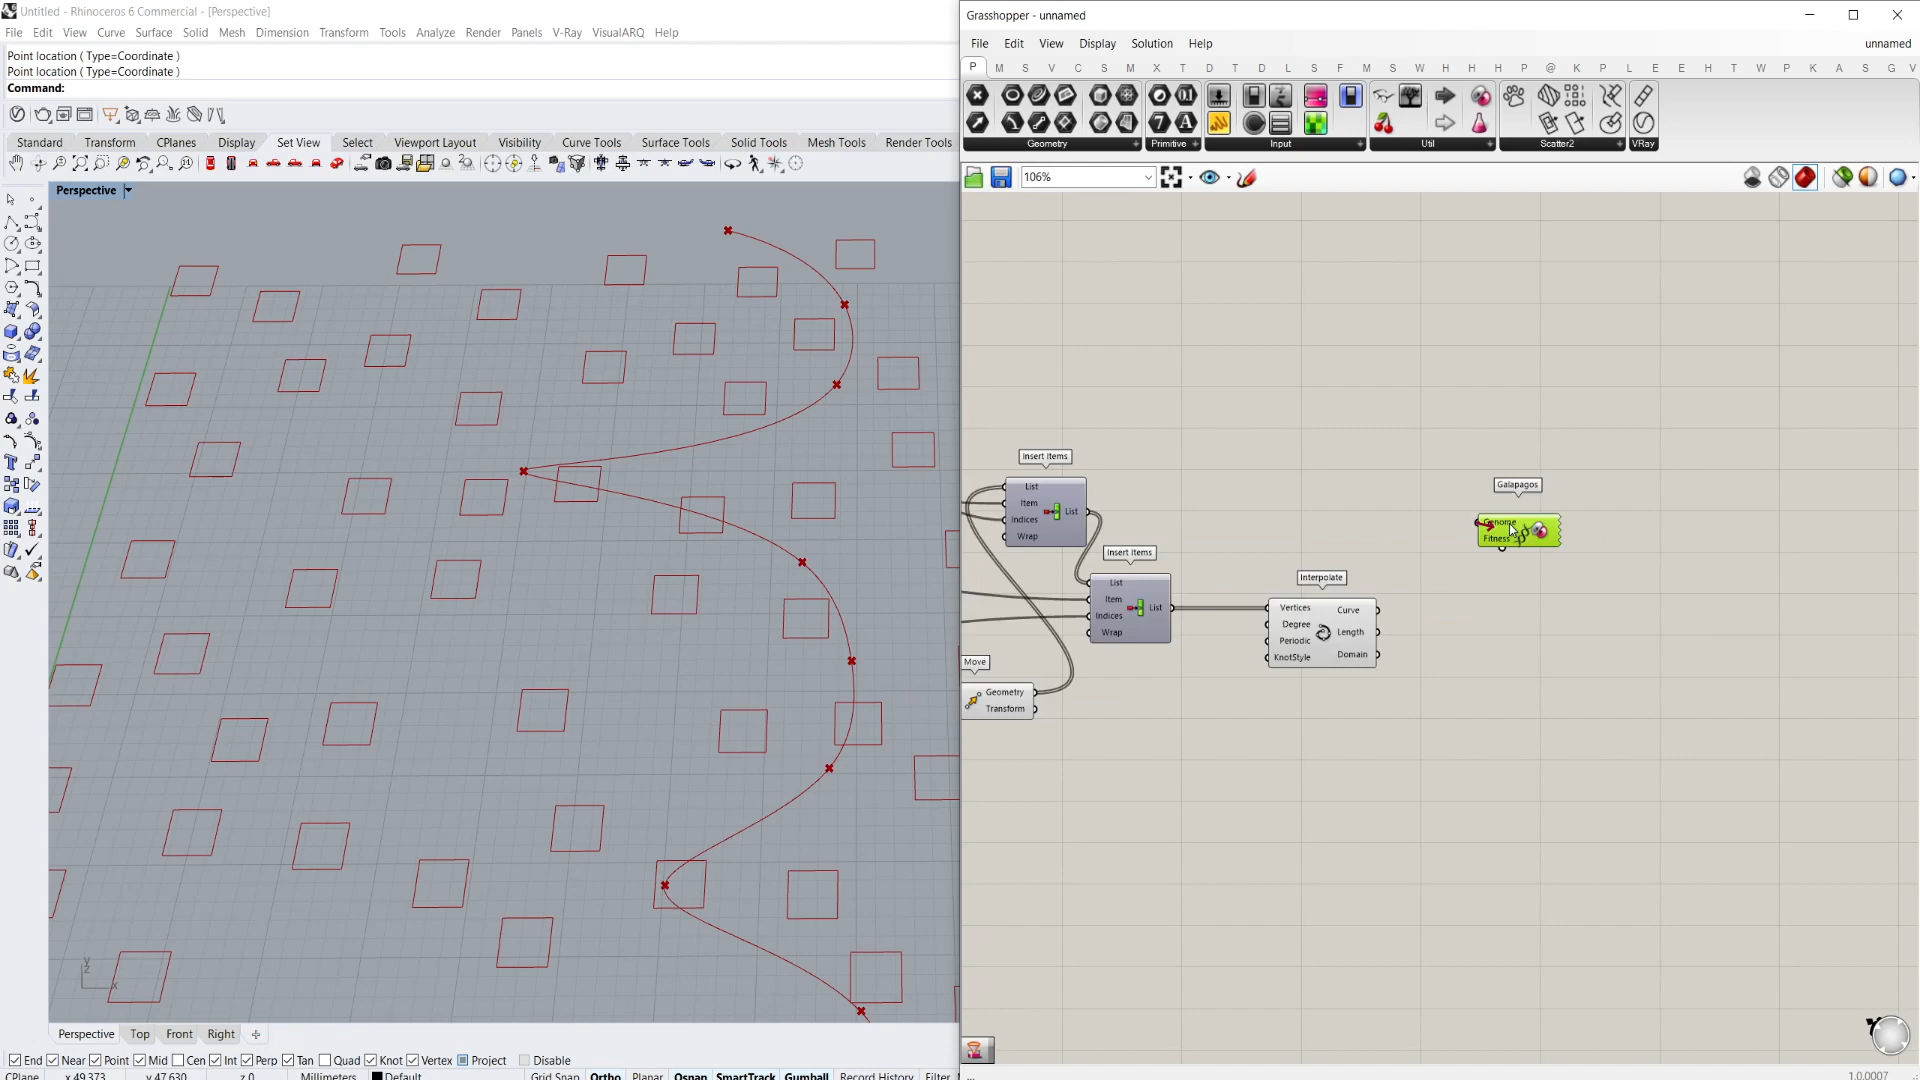 Untitled - Rhinoceros 6 Commercial - [Perspective]
File Edit View Curve Surface Solid Mesh Dimension Transform Tools Analyze Render Panels V-Ray VisualARQ Help
Point location ( Type=Coordinate )
Point location ( Type=Coordinate )
Command:
Standard Transform CPlanes Display Set View Select Viewport Layout Visibility Curve Tools Surface Tools Solid Tools Mesh Tools Render Tools
Perspective
Perspective Top Front Right
End Near Point Mid Cen Int Perp Tan Quad Knot Vertex Project Disable
CPlane x 49.373 y 47.630 z 0 Millimeters Default Grid Snap Ortho Planar Osnap SmartTrack Gumball Record History Filter
Grasshopper - unnamed
File Edit View Display Solution Help unnamed
P M S V C S M X T D T D L S F M S W H H H P @ K P L E E H T W P K A S G V
Geometry Primitive Input Util Scatter2 VRay
106%
Insert Items
List
Item
Indices
Wrap
List
Insert Items
List
Item
Indices
Wrap
List
Move
Geometry
Transform
Interpolate
Vertices
Degree
Periodic
KnotStyle
Curve
Length
Domain
Galapagos
Genome
Fitness
z
x
1.0.0007